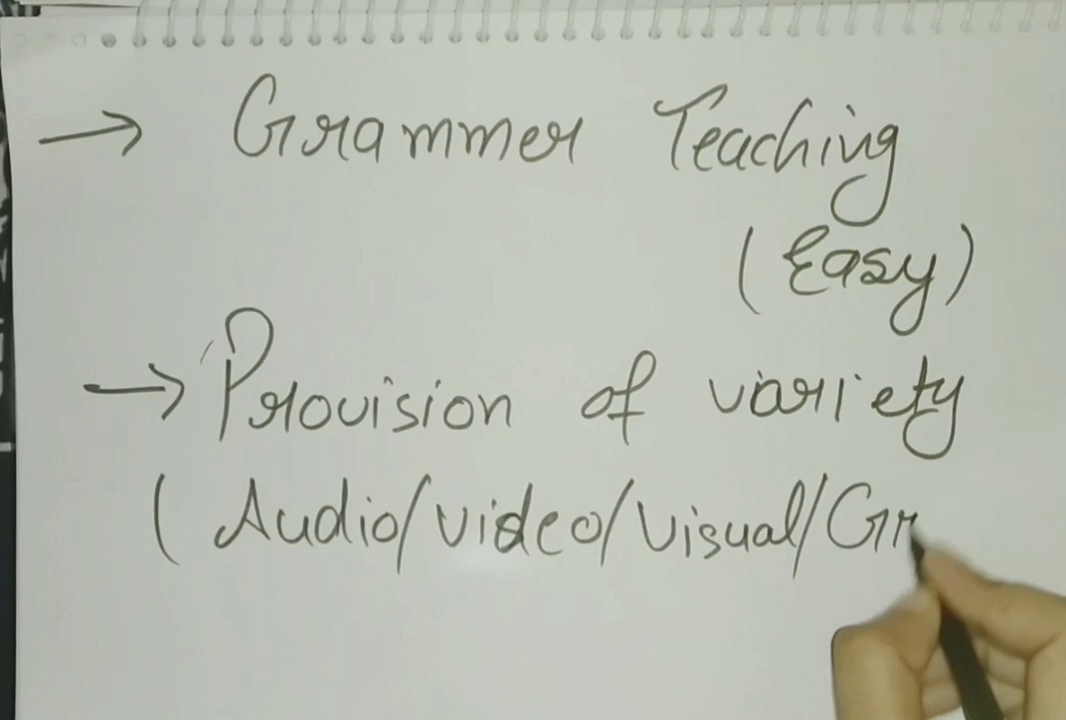 → Grammer Teaching
(Easy)
→ Provision of variety
( Audio/video/visual/Gr